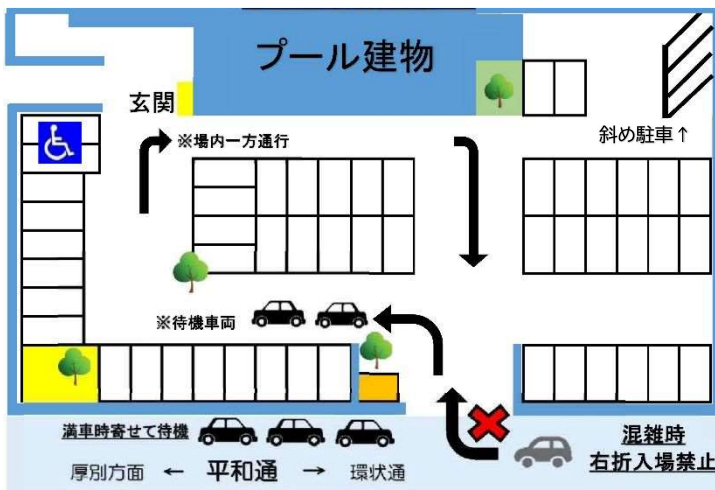 プール建物
玄関
※場内一方通行
斜め駐車↑
※待機車両
満車時寄せて待機
厚別方面 ← 平和通 → 環状通
混雑時
右折入場禁止